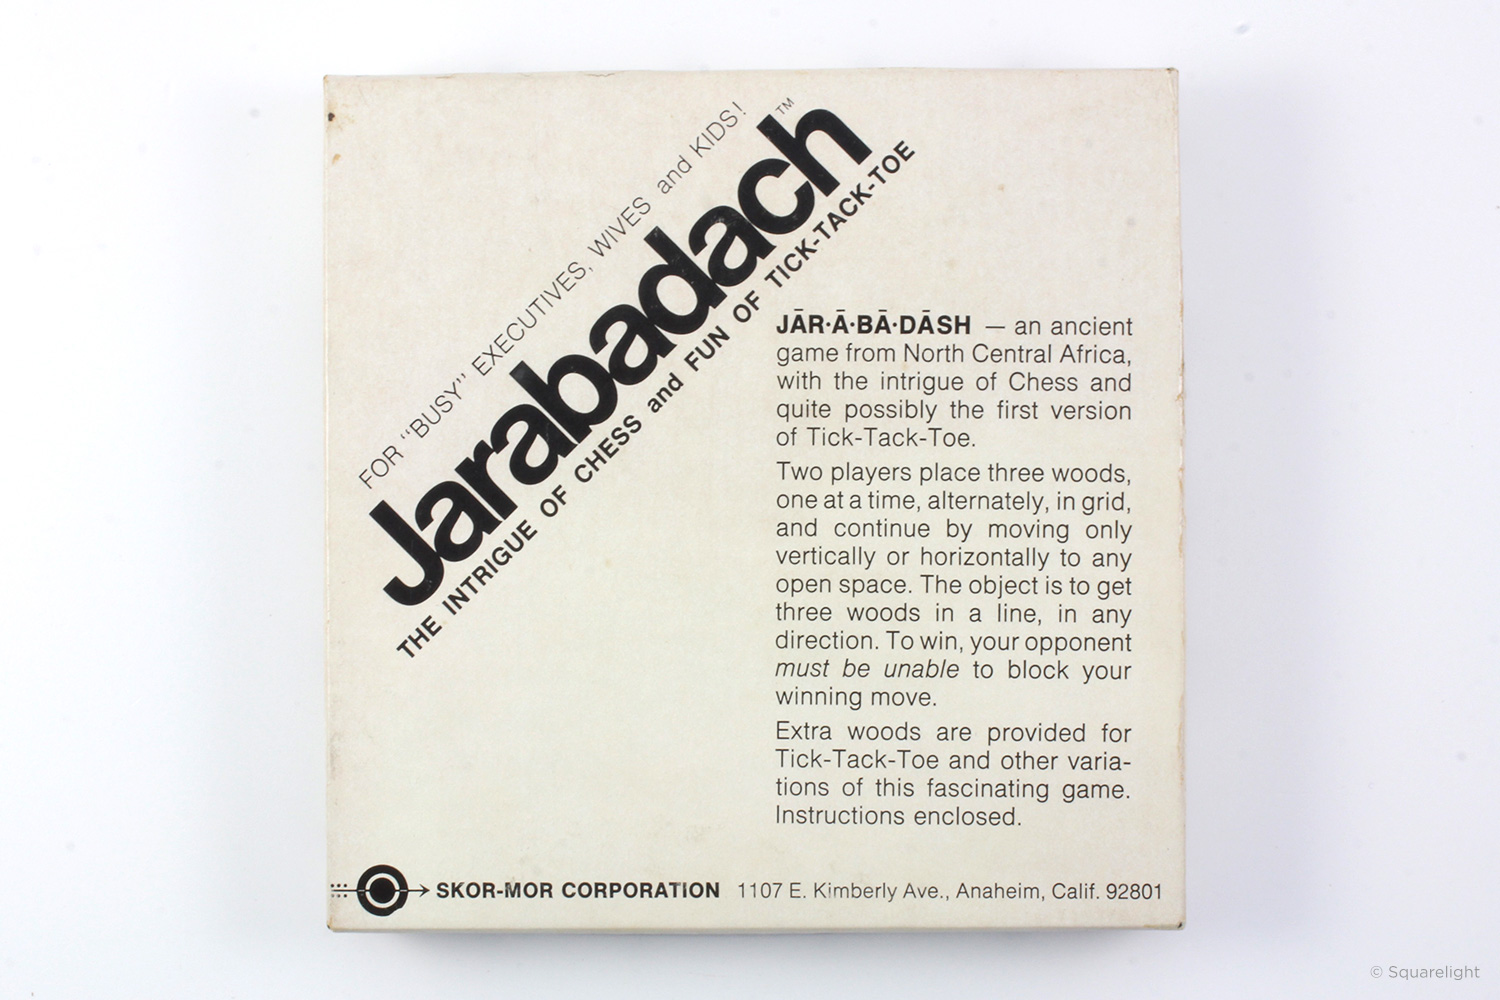 FOR "BUSY" EXECUTIVES, WIVES and KIDS!
Jarabadach™
THE INTRIGUE OF CHESS and FUN OF TICK-TACK-TOE
JĀR·Ā·BĀ·DĀSH — an ancient
game from North Central Africa,
with the intrigue of Chess and
quite possibly the first version
of Tick-Tack-Toe.
Two players place three woods,
one at a time, alternately, in grid,
and continue by moving only
vertically or horizontally to any
open space. The object is to get
three woods in a line, in any
direction. To win, your opponent
must be unable to block your
winning move.
Extra woods are provided for
Tick-Tack-Toe and other varia-
tions of this fascinating game.
Instructions enclosed.
SKOR-MOR CORPORATION 1107 E. Kimberly Ave., Anaheim, Calif. 92801
© Squarelight